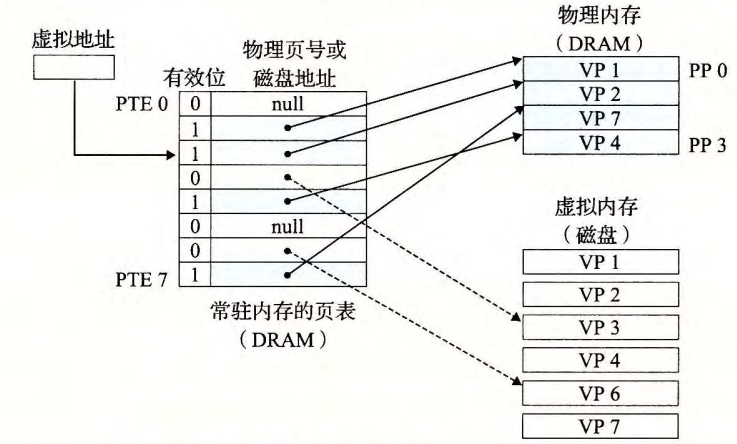 虚拟地址
物理页号或
磁盘地址
有效位
PTE 0
0
null
1
1
0
1
0
null
0
PTE 7
1
常驻内存的页表
（DRAM）
物理内存
（DRAM）
VP 1
PP 0
VP 2
VP 7
VP 4
PP 3
虚拟内存
（磁盘）
VP 1
VP 2
VP 3
VP 4
VP 6
VP 7